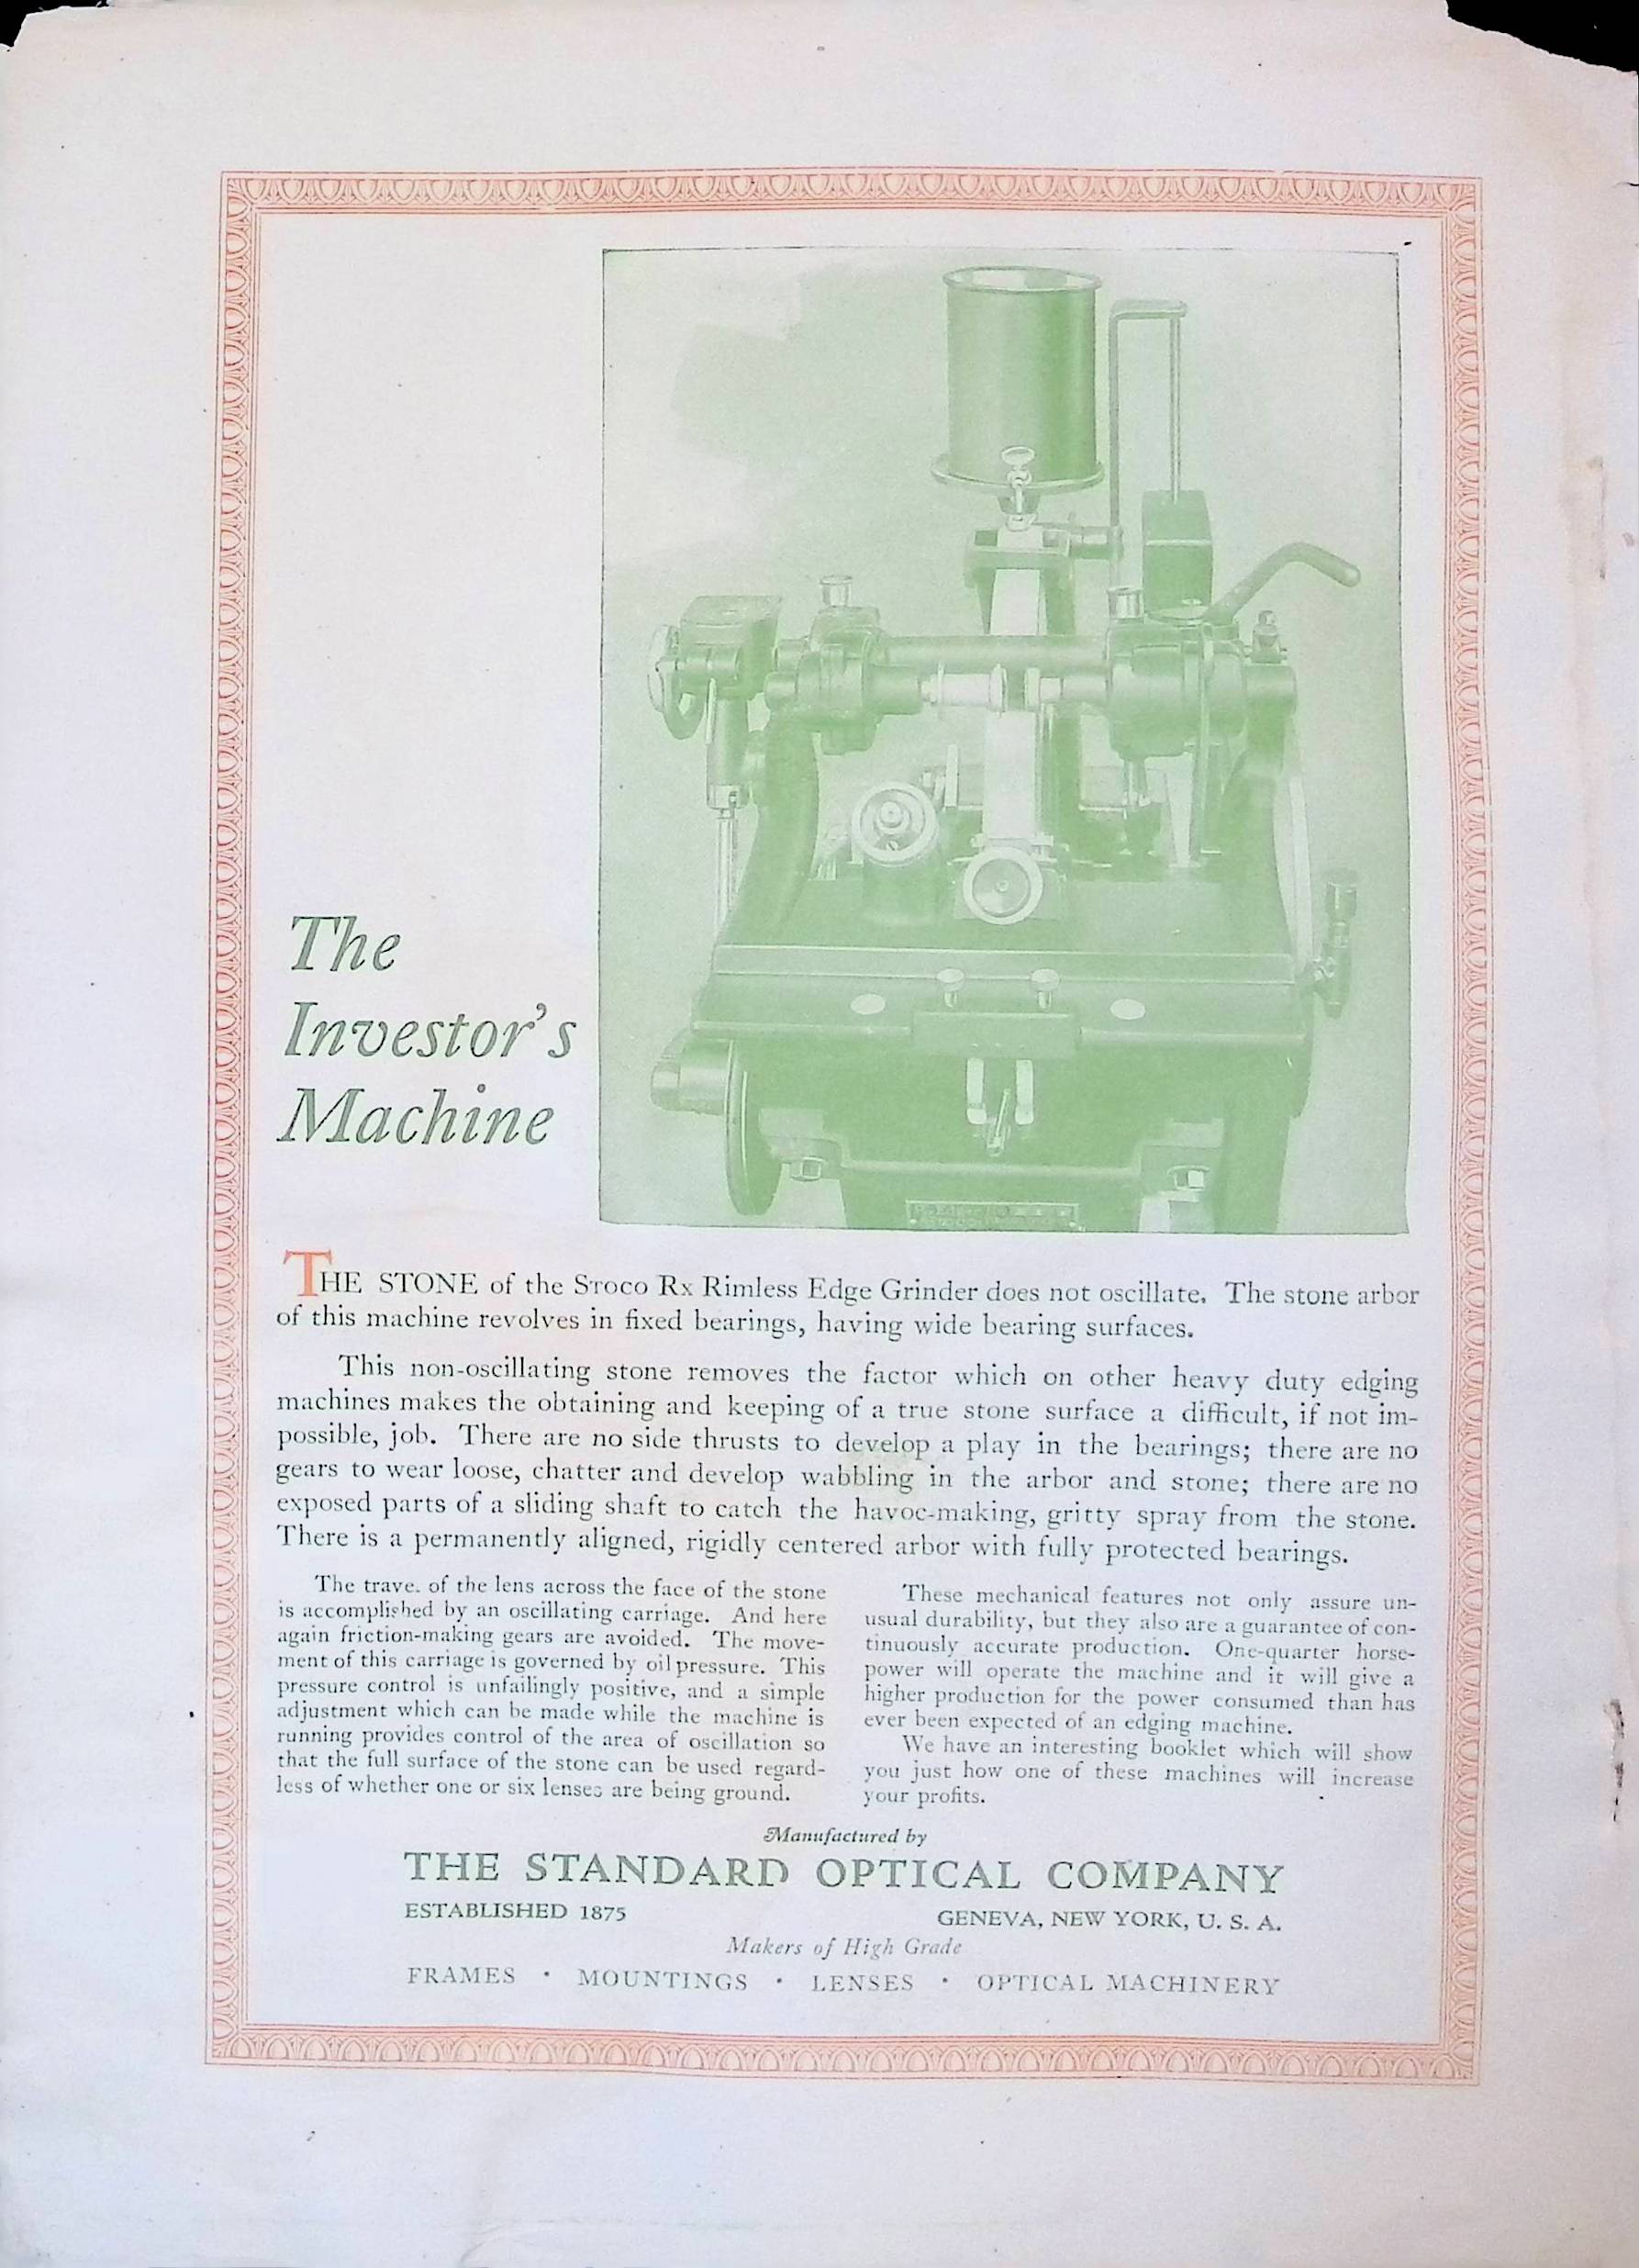 The
Investor's
Machine
THE STONE of the Stoco Rx Rimless Edge Grinder does not oscillate. The stone arbor
of this machine revolves in fixed bearings, having wide bearing surfaces.
This non-oscillating stone removes the factor which on other heavy duty edging
machines makes the obtaining and keeping of a true stone surface a difficult, if not im-
possible, job. There are no side thrusts to develop a play in the bearings; there are no
gears to wear loose, chatter and develop wabbling in the arbor and stone; there are no
exposed parts of a sliding shaft to catch the havoc-making, gritty spray from the stone.
There is a permanently aligned, rigidly centered arbor with fully protected bearings.
The travel of the lens across the face of the stone
is accomplished by an oscillating carriage. And here
again friction-making gears are avoided. The move-
ment of this carriage is governed by oil pressure. This
pressure control is unfailingly positive, and a simple
adjustment which can be made while the machine is
running provides control of the area of oscillation so
that the full surface of the stone can be used regard-
less of whether one or six lenses are being ground.
These mechanical features not only assure un-
usual durability, but they also are a guarantee of con-
tinuously accurate production. One-quarter horse-
power will operate the machine and it will give a
higher production for the power consumed than has
ever been expected of an edging machine.
We have an interesting booklet which will show
you just how one of these machines will increase
your profits.
Manufactured by
THE STANDARD OPTICAL COMPANY
ESTABLISHED 1875 GENEVA, NEW YORK, U. S. A.
Makers of High Grade
FRAMES · MOUNTINGS · LENSES · OPTICAL MACHINERY